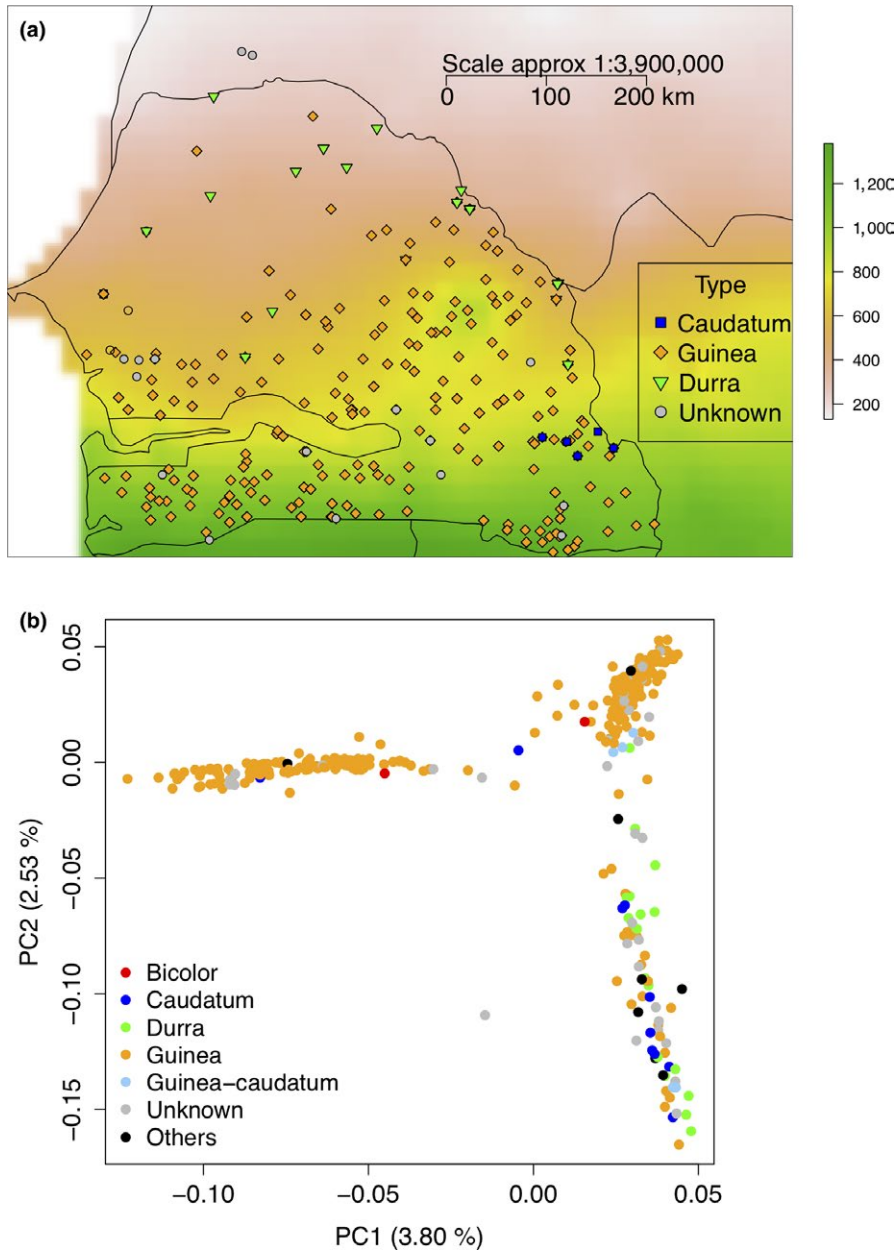 (a)
Scale approx 1:3,900,000
0 100 200 km
1,200
1,000
800
600
400
200
Type
Caudatum
Guinea
Durra
Unknown
(b)
0.05
0.00
−0.05
−0.10
−0.15
PC2 (2.53 %)
Bicolor
Caudatum
Durra
Guinea
Guinea−caudatum
Unknown
Others
−0.10 −0.05 0.00 0.05
PC1 (3.80 %)